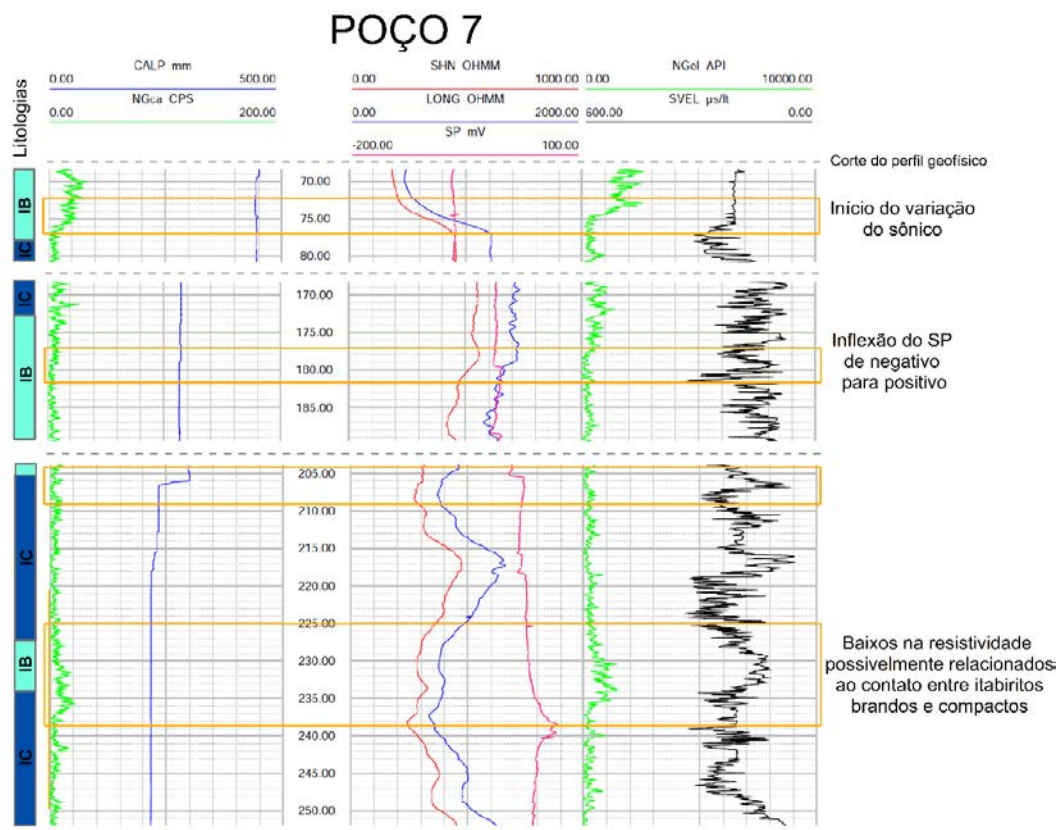 POÇO 7
Litologias
0.00 CALP mm 500.00
0.00 NGca CPS 200.00
0.00 SHN OHMM 1000.00
0.00 LONG OHMM 2000.00
-200.00 SP mV 100.00
0.00 NGel API 10000.00
600.00 SVEL µs/ft 0.00
Corte do perfil geofísico
IB
IC
70.00
75.00
80.00
Início do variação
do sônico
IC
IB
170.00
175.00
180.00
185.00
Inflexão do SP
de negativo
para positivo
IC
IB
IC
205.00
210.00
215.00
220.00
225.00
230.00
235.00
240.00
245.00
250.00
Baixos na resistividade
possivelmente relacionados
ao contato entre itabiritos
brandos e compactos